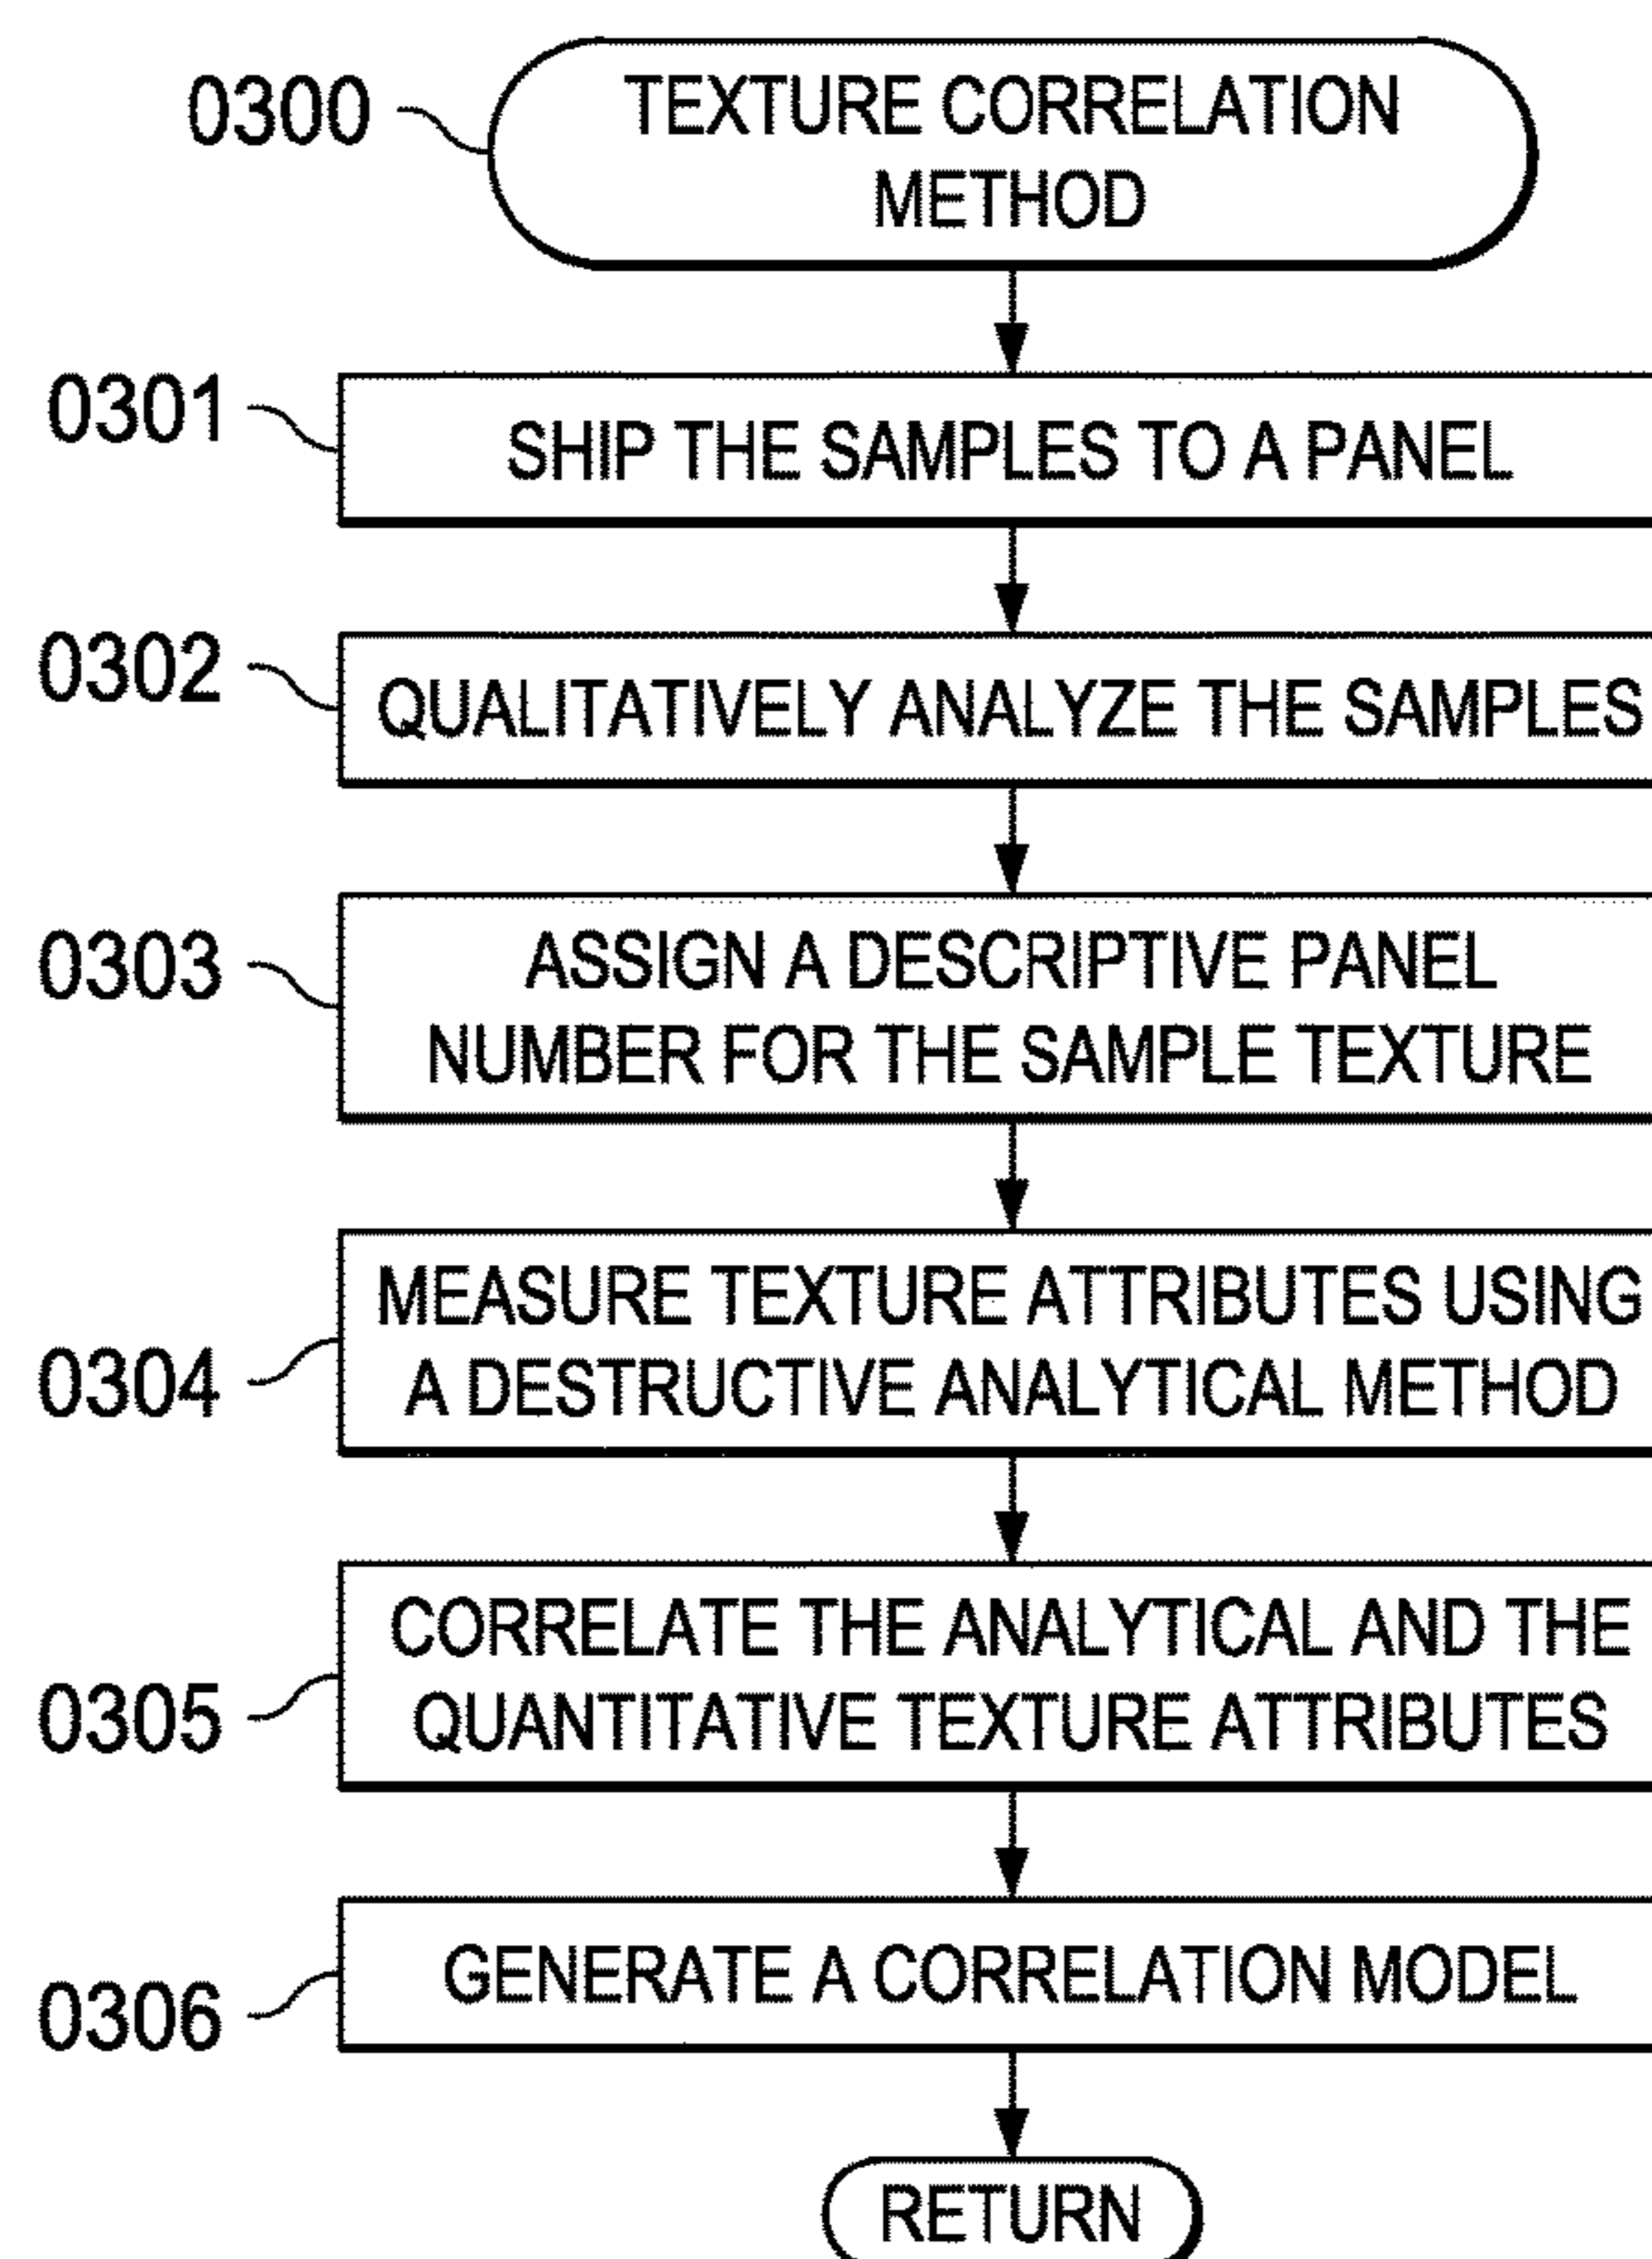 0300
TEXTURE CORRELATION
METHOD
0301
SHIP THE SAMPLES TO A PANEL
0302
QUALITATIVELY ANALYZE THE SAMPLES
0303
ASSIGN A DESCRIPTIVE PANEL
NUMBER FOR THE SAMPLE TEXTURE
0304
MEASURE TEXTURE ATTRIBUTES USING
A DESTRUCTIVE ANALYTICAL METHOD
0305
CORRELATE THE ANALYTICAL AND THE
QUANTITATIVE TEXTURE ATTRIBUTES
0306
GENERATE A CORRELATION MODEL
RETURN